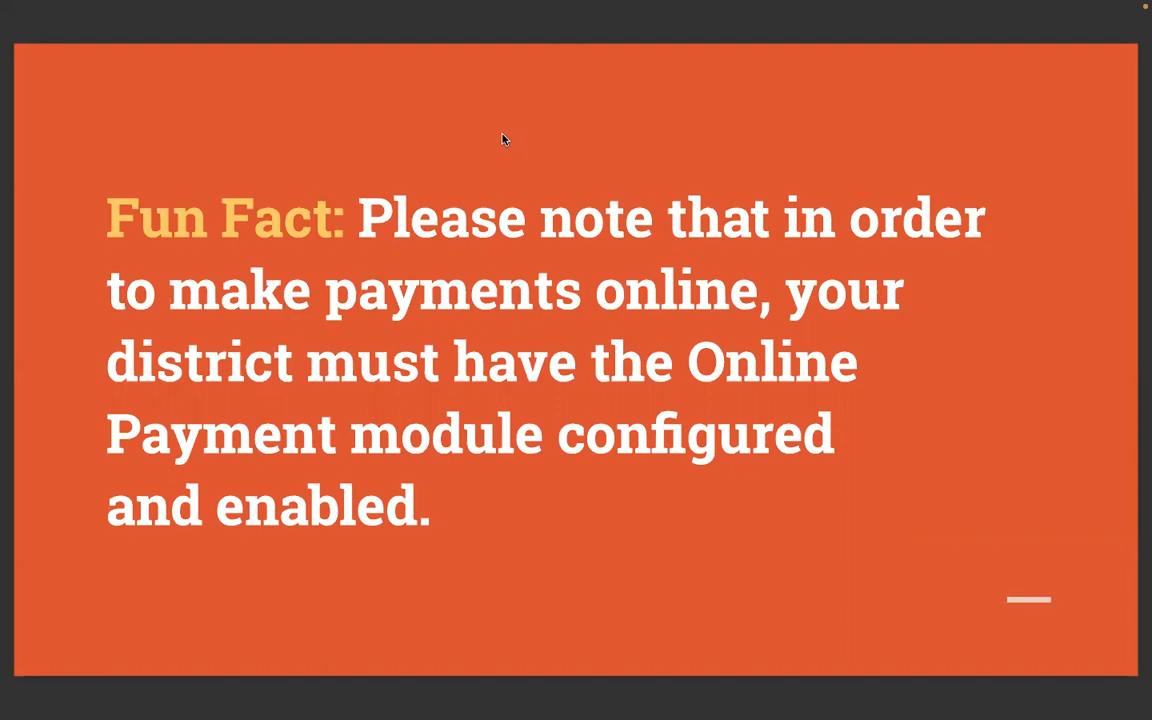 Fun Fact: Please note that in order
to make payments online, your
district must have the Online
Payment module configured
and enabled.